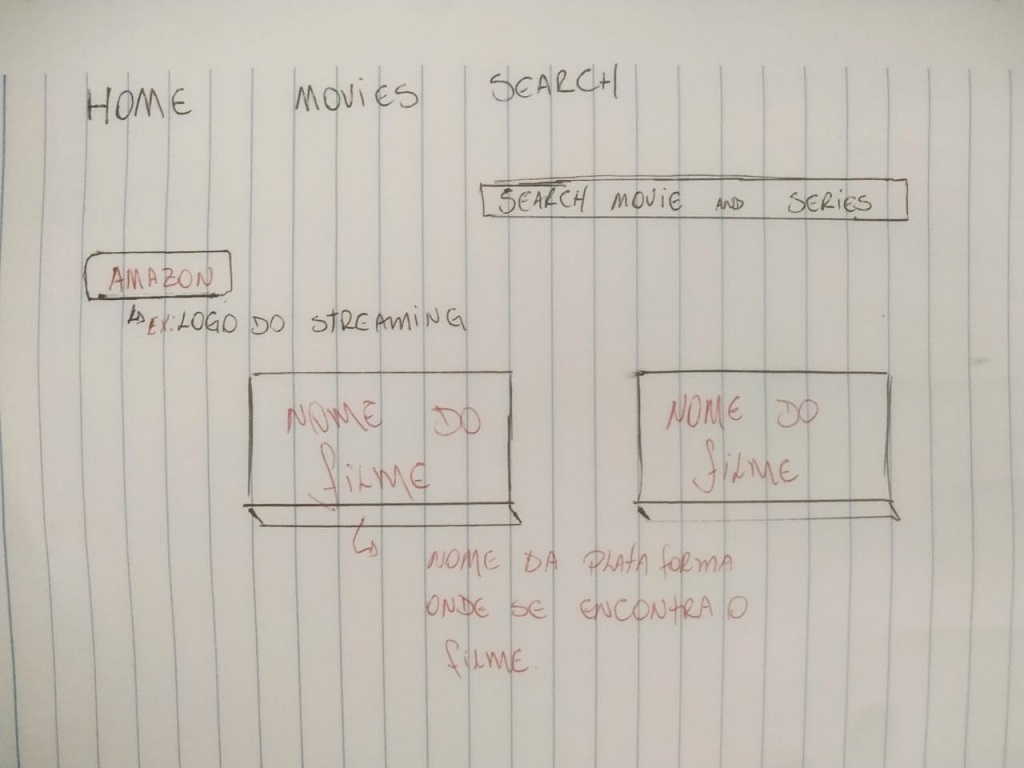 HOME MOVIES SEARCH
SEARCH MOVIE AND SERIES
AMAZON
EX: LOGO DO STREAMING
NOME DO
FILME
NOME DO
FILME
NOME DA PLATAFORMA
ONDE SE ENCONTRA O
FILME.